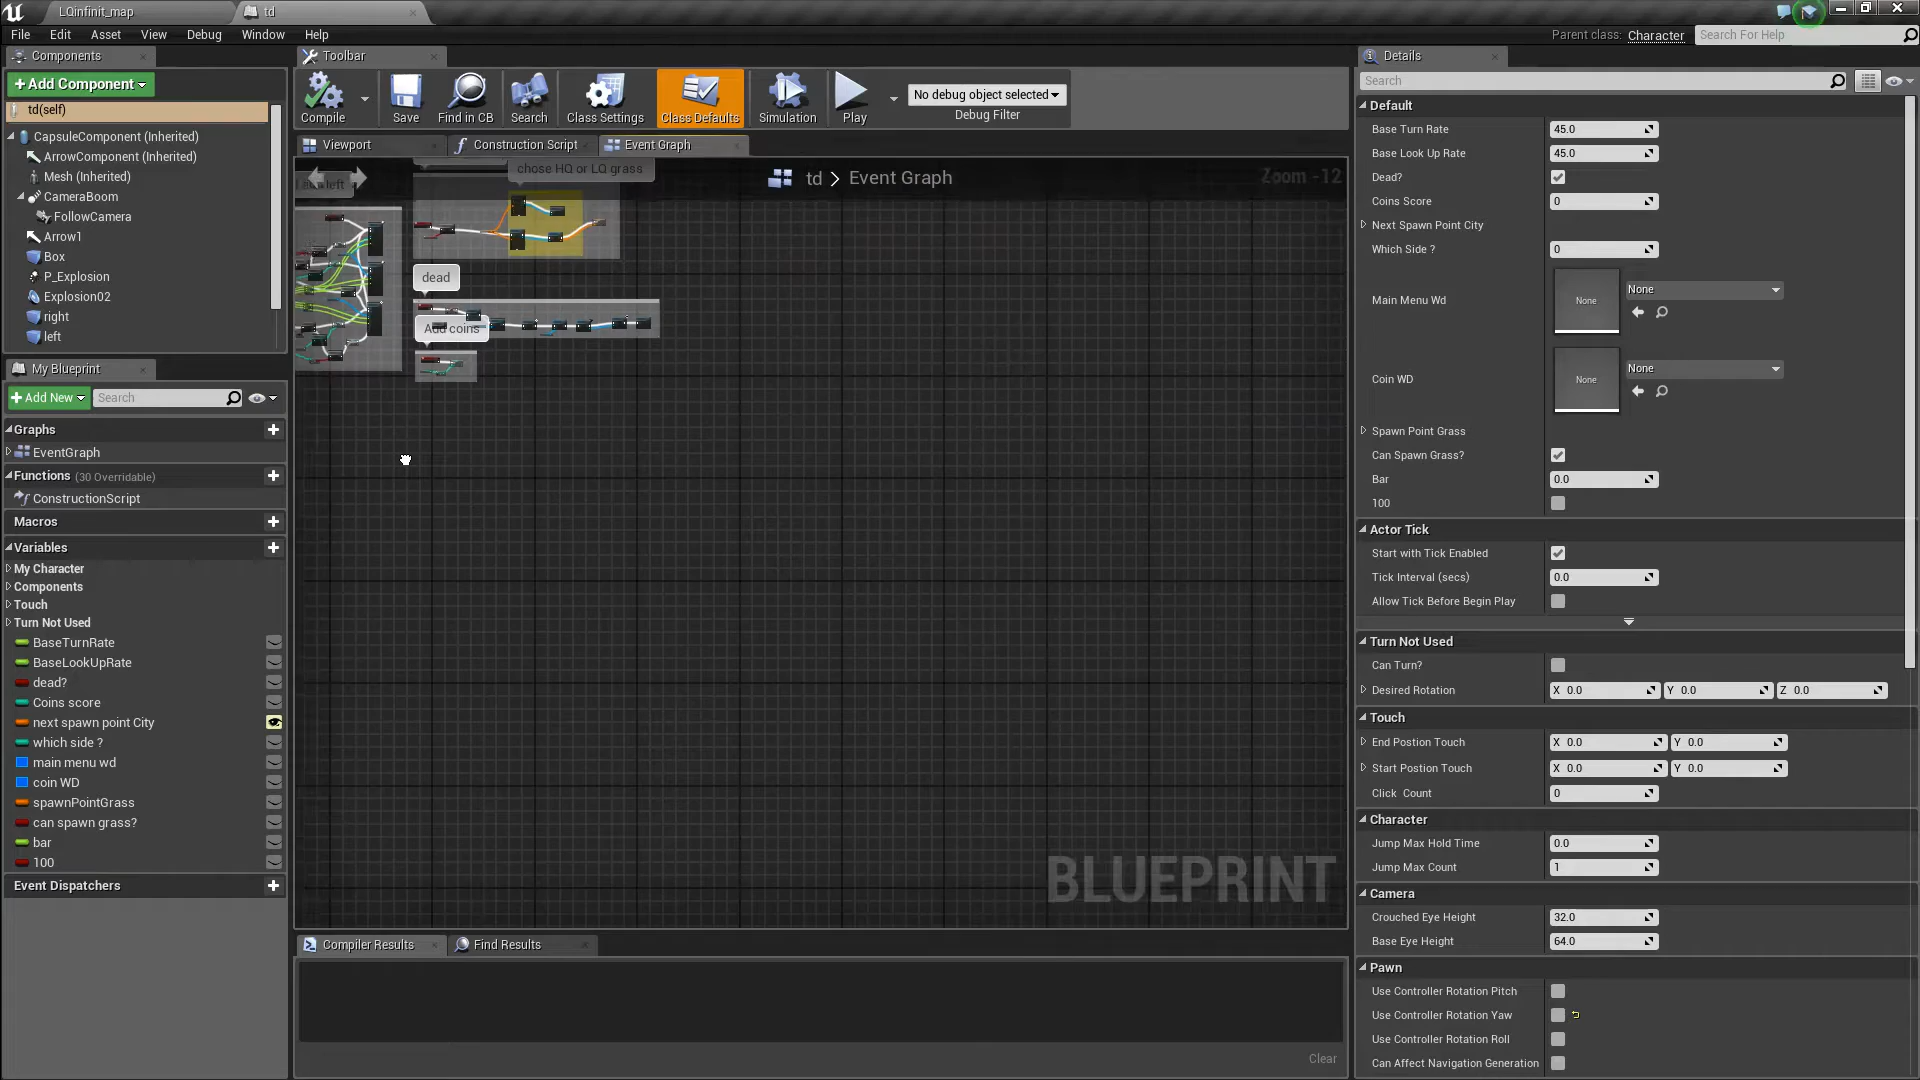 LQinfinit_map
td
File
Edit
Asset
View
Debug
Window
Help
Parent class: Character
Search For Help
Components
Toolbar
Details
+Add Component
td(self)
CapsuleComponent (Inherited)
ArrowComponent (Inherited)
Mesh (Inherited)
CameraBoom
FollowCamera
Arrow1
Box
P_Explosion
Explosion02
right
left
My Blueprint
+Add New
Search
Graphs
EventGraph
Functions (30 Overridable)
ConstructionScript
Macros
Variables
My Character
Components
Touch
Turn Not Used
BaseTurnRate
BaseLookUpRate
dead?
Coins score
next spawn point City
which side ?
main menu wd
coin WD
spawnPointGrass
can spawn grass?
bar
100
Event Dispatchers
Compile
Save
Find in CB
Search
Class Settings
Class Defaults
Simulation
Play
No debug object selected
Debug Filter
Viewport
Construction Script
Event Graph
td > Event Graph
Zoom -12
chose HQ or LQ grass
left
dead
Add coins
BLUEPRINT
Compiler Results
Find Results
Clear
Search
Default
Base Turn Rate 45.0
Base Look Up Rate 45.0
Dead?
Coins Score 0
Next Spawn Point City
Which Side ? 0
Main Menu Wd None None
Coin WD None None
Spawn Point Grass
Can Spawn Grass?
Bar 0.0
100
Actor Tick
Start with Tick Enabled
Tick Interval (secs) 0.0
Allow Tick Before Begin Play
Turn Not Used
Can Turn?
Desired Rotation X 0.0 Y 0.0 Z 0.0
Touch
End Postion Touch X 0.0 Y 0.0
Start Postion Touch X 0.0 Y 0.0
Click Count 0
Character
Jump Max Hold Time 0.0
Jump Max Count 1
Camera
Crouched Eye Height 32.0
Base Eye Height 64.0
Pawn
Use Controller Rotation Pitch
Use Controller Rotation Yaw
Use Controller Rotation Roll
Can Affect Navigation Generation